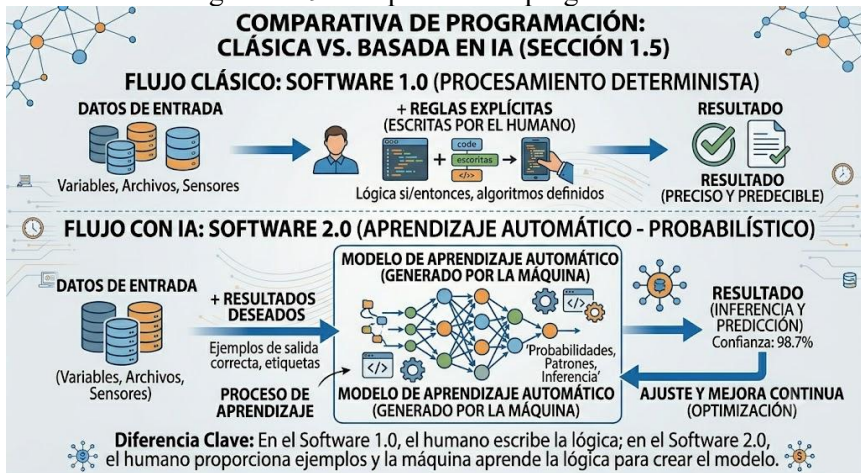 COMPARATIVA DE PROGRAMACIÓN:
CLÁSICA VS. BASADA EN IA (SECCIÓN 1.5)
FLUJO CLÁSICO: SOFTWARE 1.0 (PROCESAMIENTO DETERMINISTA)
DATOS DE ENTRADA
Variables, Archivos, Sensores
+ REGLAS EXPLÍCITAS
(ESCRITAS POR EL HUMANO)
code
escoritas
</>
Lógica si/entonces, algoritmos definidos
RESULTADO
RESULTADO
(PRECISO Y PREDECIBLE)
FLUJO CON IA: SOFTWARE 2.0 (APRENDIZAJE AUTOMÁTICO - PROBABILÍSTICO)
DATOS DE ENTRADA
(Variables, Archivos,
Sensores)
+ RESULTADOS
DESEADOS
Ejemplos de salida
correcta, etiquetas
PROCESO DE
APRENDIZAJE
MODELO DE APRENDIZAJE AUTOMÁTICO
(GENERADO POR LA MÁQUINA)
</>
</>
'Probabilidades,
Patrones,
Inferencia'
MODELO DE APRENDIZAJE AUTOMÁTICO
(GENERADO POR LA MÁQUINA)
RESULTADO
(INFERENCIA Y
PREDICCIÓN)
Confianza: 98.7%
AJUSTE Y MEJORA CONTINUA
(OPTIMIZACIÓN)
Diferencia Clave: En el Software 1.0, el humano escribe la lógica; en el Software 2.0,
el humano proporciona ejemplos y la máquina aprende la lógica para crear el modelo.